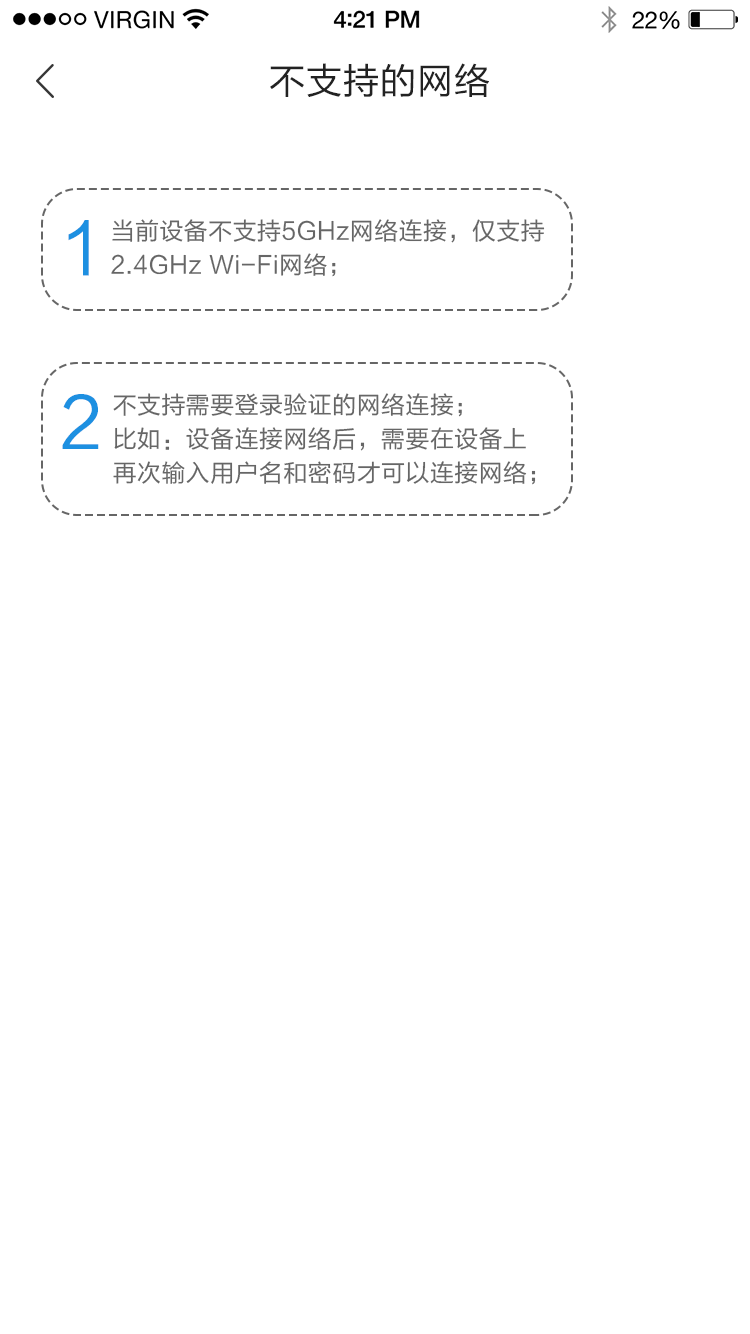 VIRGIN 4:21 PM 22%
不支持的网络
1 当前设备不支持5GHz网络连接，仅支持
2.4GHz Wi-Fi网络；
2 不支持需要登录验证的网络连接；
比如：设备连接网络后，需要在设备上
再次输入用户名和密码才可以连接网络；